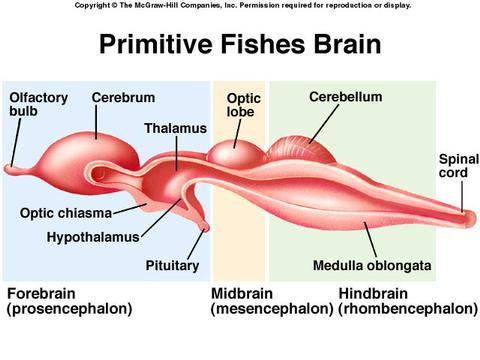 Copyright © The McGraw-Hill Companies, Inc. Permission required for reproduction or display.
Primitive Fishes Brain
Olfactory
bulb
Cerebrum
Thalamus
Optic
lobe
Cerebellum
Spinal
cord
Optic chiasma
Hypothalamus
Pituitary
Medulla oblongata
Forebrain
(prosencephalon)
Midbrain
(mesencephalon)
Hindbrain
(rhombencephalon)